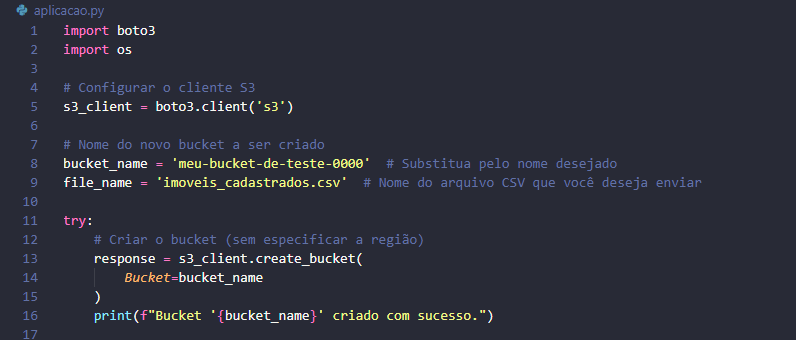 aplicacao.py
1 import boto3
2 import os
3
4 # Configurar o cliente S3
5 s3_client = boto3.client('s3')
6
7 # Nome do novo bucket a ser criado
8 bucket_name = 'meu-bucket-de-teste-0000'  # Substitua pelo nome desejado
9 file_name = 'imoveis_cadastrados.csv'  # Nome do arquivo CSV que você deseja enviar
10
11 try:
12     # Criar o bucket (sem especificar a região)
13     response = s3_client.create_bucket(
14         Bucket=bucket_name
15     )
16     print(f"Bucket '{bucket_name}' criado com sucesso.")
17